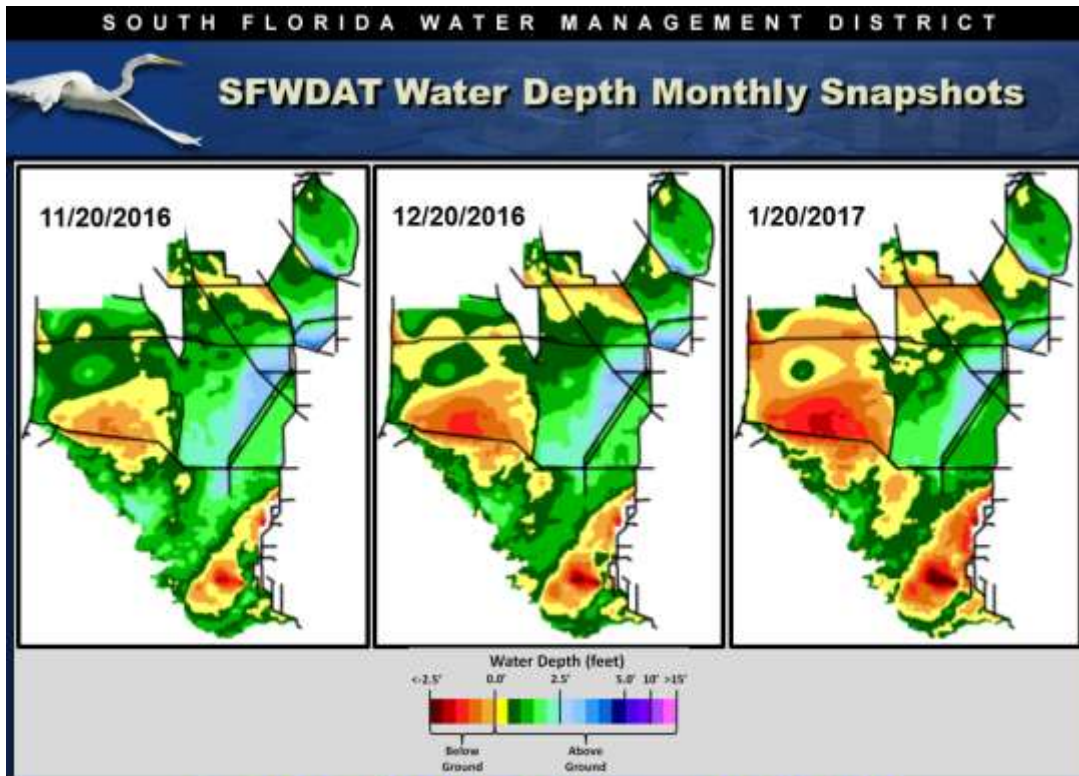 SOUTH FLORIDA WATER MANAGEMENT DISTRICT
SFWDAT Water Depth Monthly Snapshots
11/20/2016
12/20/2016
1/20/2017
Water Depth (feet)
<-2.5' 0.0' 2.5' 5.0' 10' >15'
Below Ground
Above Ground